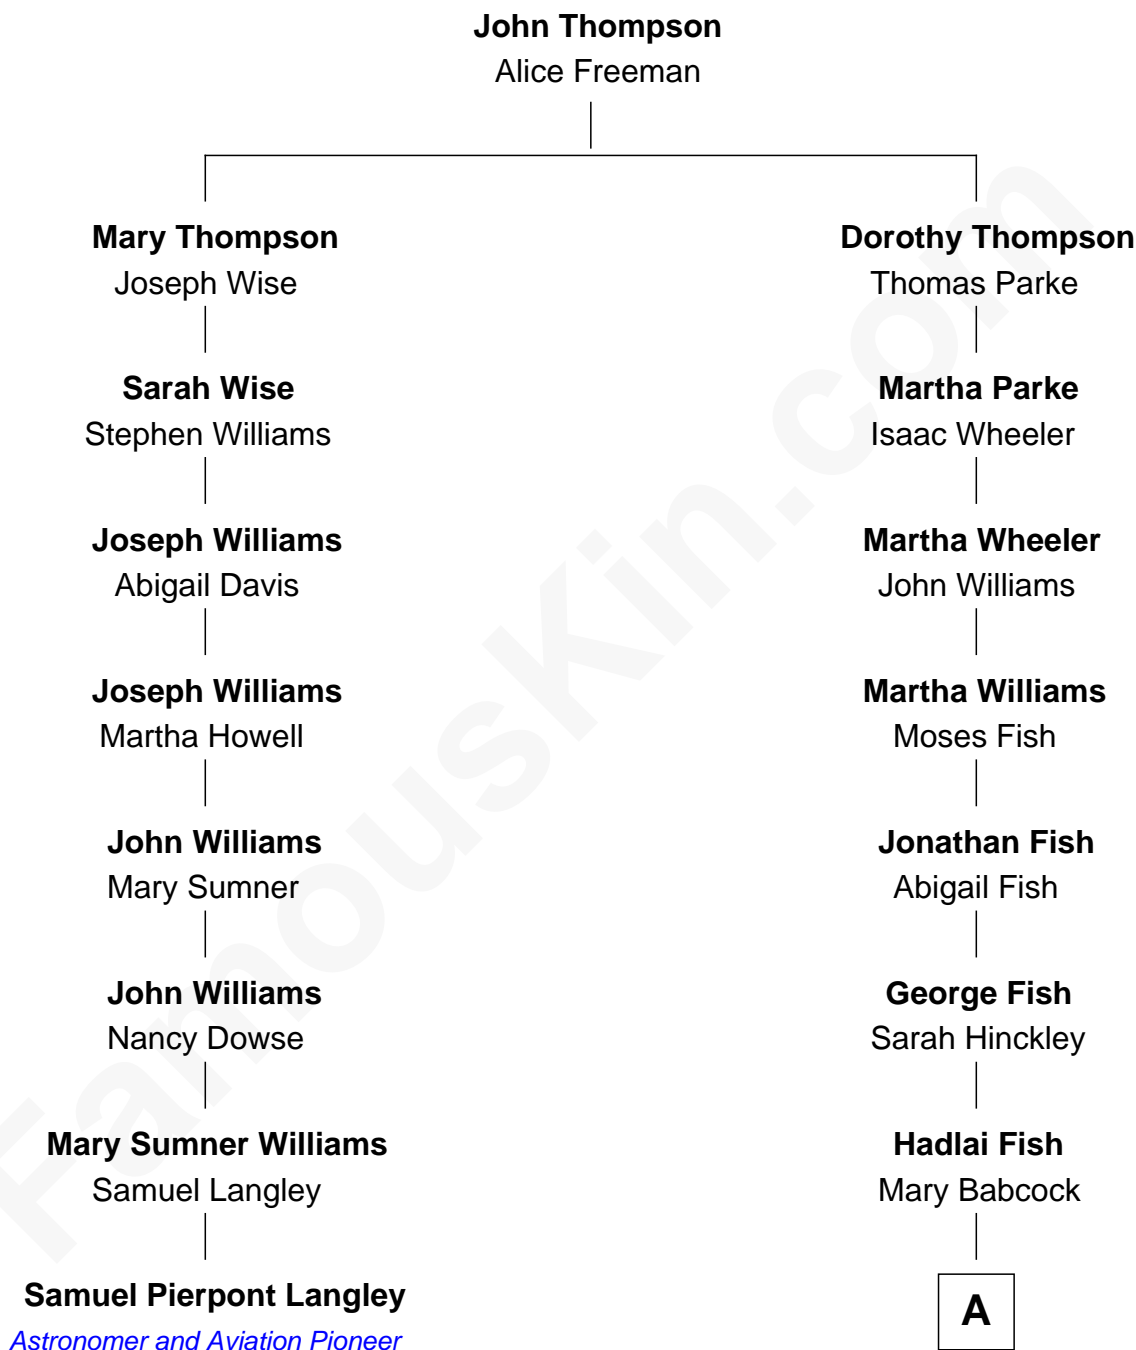 John Thompson
Alice Freeman
Mary Thompson
Joseph Wise
Sarah Wise
Stephen Williams
Joseph Williams
Abigail Davis
Joseph Williams
Martha Howell
John Williams
Mary Sumner
John Williams
Nancy Dowse
Mary Sumner Williams
Samuel Langley
Samuel Pierpont Langley
Astronomer and Aviation Pioneer
Dorothy Thompson
Thomas Parke
Martha Parke
Isaac Wheeler
Martha Wheeler
John Williams
Martha Williams
Moses Fish
Jonathan Fish
Abigail Fish
George Fish
Sarah Hinckley
Hadlai Fish
Mary Babcock
A
FamousKin.com